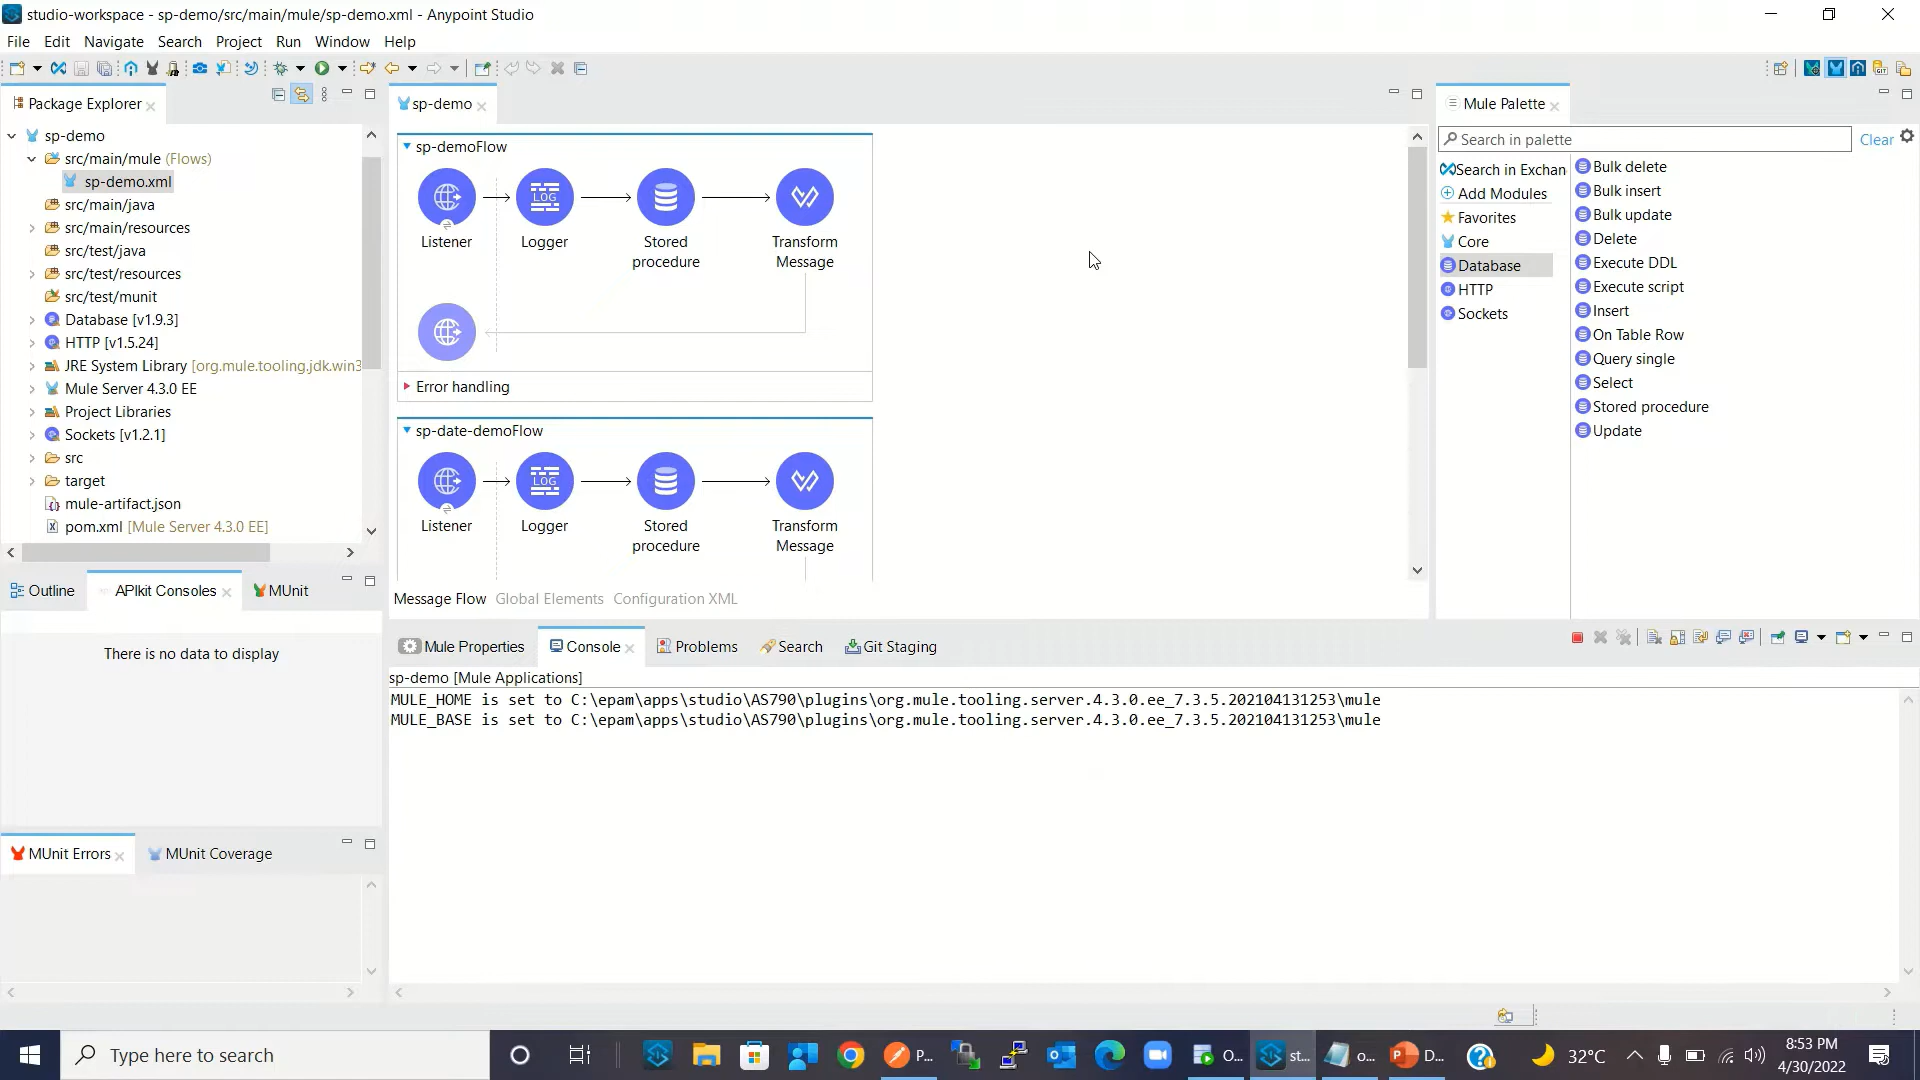 studio-workspace - sp-demo/src/main/mule/sp-demo.xml - Anypoint Studio
File Edit Navigate Search Project Run Window Help
Package Explorer
sp-demo
src/main/mule (Flows)
sp-demo.xml
src/main/java
src/main/resources
src/test/java
src/test/resources
src/test/munit
Database [v1.9.3]
HTTP [v1.5.24]
JRE System Library [org.mule.tooling.jdk.win3
Mule Server 4.3.0 EE
Project Libraries
Sockets [v1.2.1]
src
target
mule-artifact.json
pom.xml [Mule Server 4.3.0 EE]
Outline APIkit Consoles MUnit
There is no data to display
MUnit Errors MUnit Coverage
sp-demo
sp-demoFlow
LOG
Listener Logger Stored procedure Transform Message
Error handling
sp-date-demoFlow
LOG
Listener Logger Stored procedure Transform Message
Message Flow Global Elements Configuration XML
Mule Palette
Search in palette Clear
Search in Exchan
Add Modules
Favorites
Core
Database
HTTP
Sockets
Bulk delete
Bulk insert
Bulk update
Delete
Execute DDL
Execute script
Insert
On Table Row
Query single
Select
Stored procedure
Update
Mule Properties Console Problems Search Git Staging
sp-demo [Mule Applications]
MULE_HOME is set to C:\epam\apps\studio\AS790\plugins\org.mule.tooling.server.4.3.0.ee_7.3.5.202104131253\mule
MULE_BASE is set to C:\epam\apps\studio\AS790\plugins\org.mule.tooling.server.4.3.0.ee_7.3.5.202104131253\mule
Type here to search
P... O... st... o... D... 32°C
8:53 PM
4/30/2022